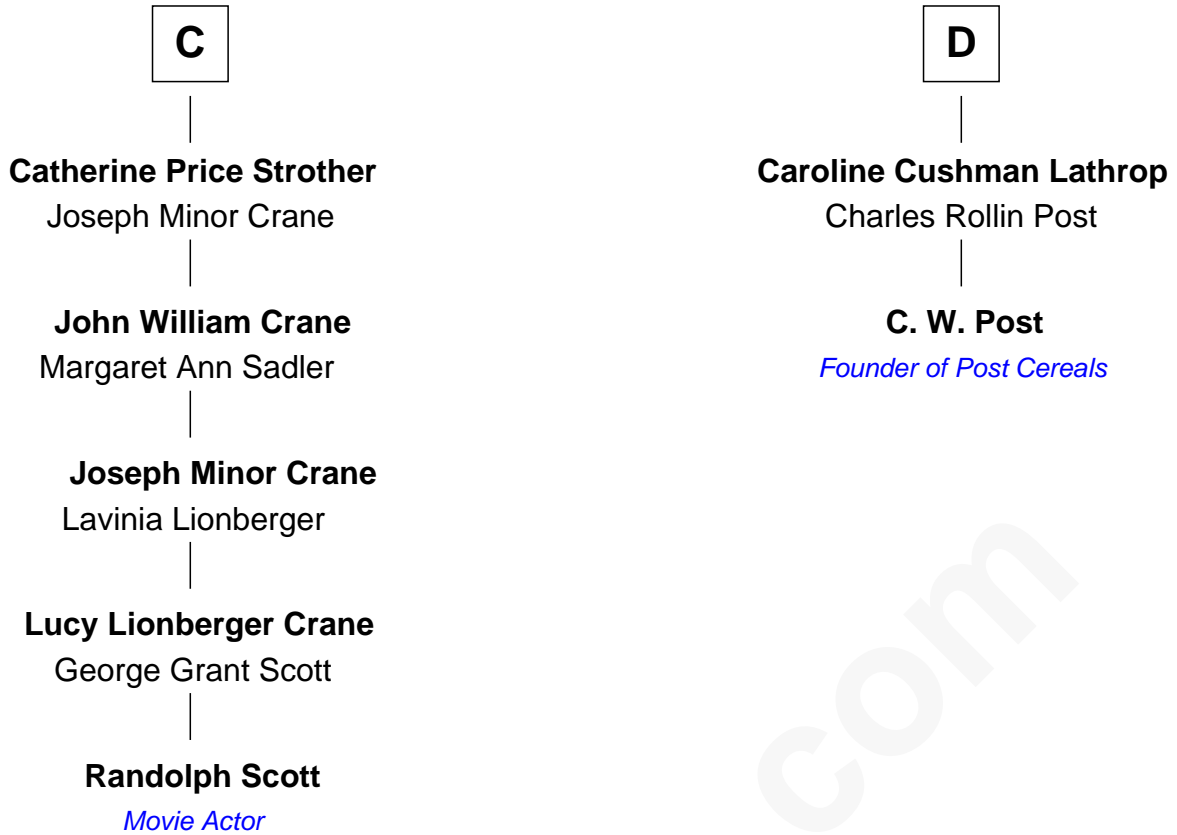 C
Catherine Price Strother
Joseph Minor Crane
John William Crane
Margaret Ann Sadler
Joseph Minor Crane
Lavinia Lionberger
Lucy Lionberger Crane
George Grant Scott
Randolph Scott
Movie Actor
D
Caroline Cushman Lathrop
Charles Rollin Post
C. W. Post
Founder of Post Cereals
com